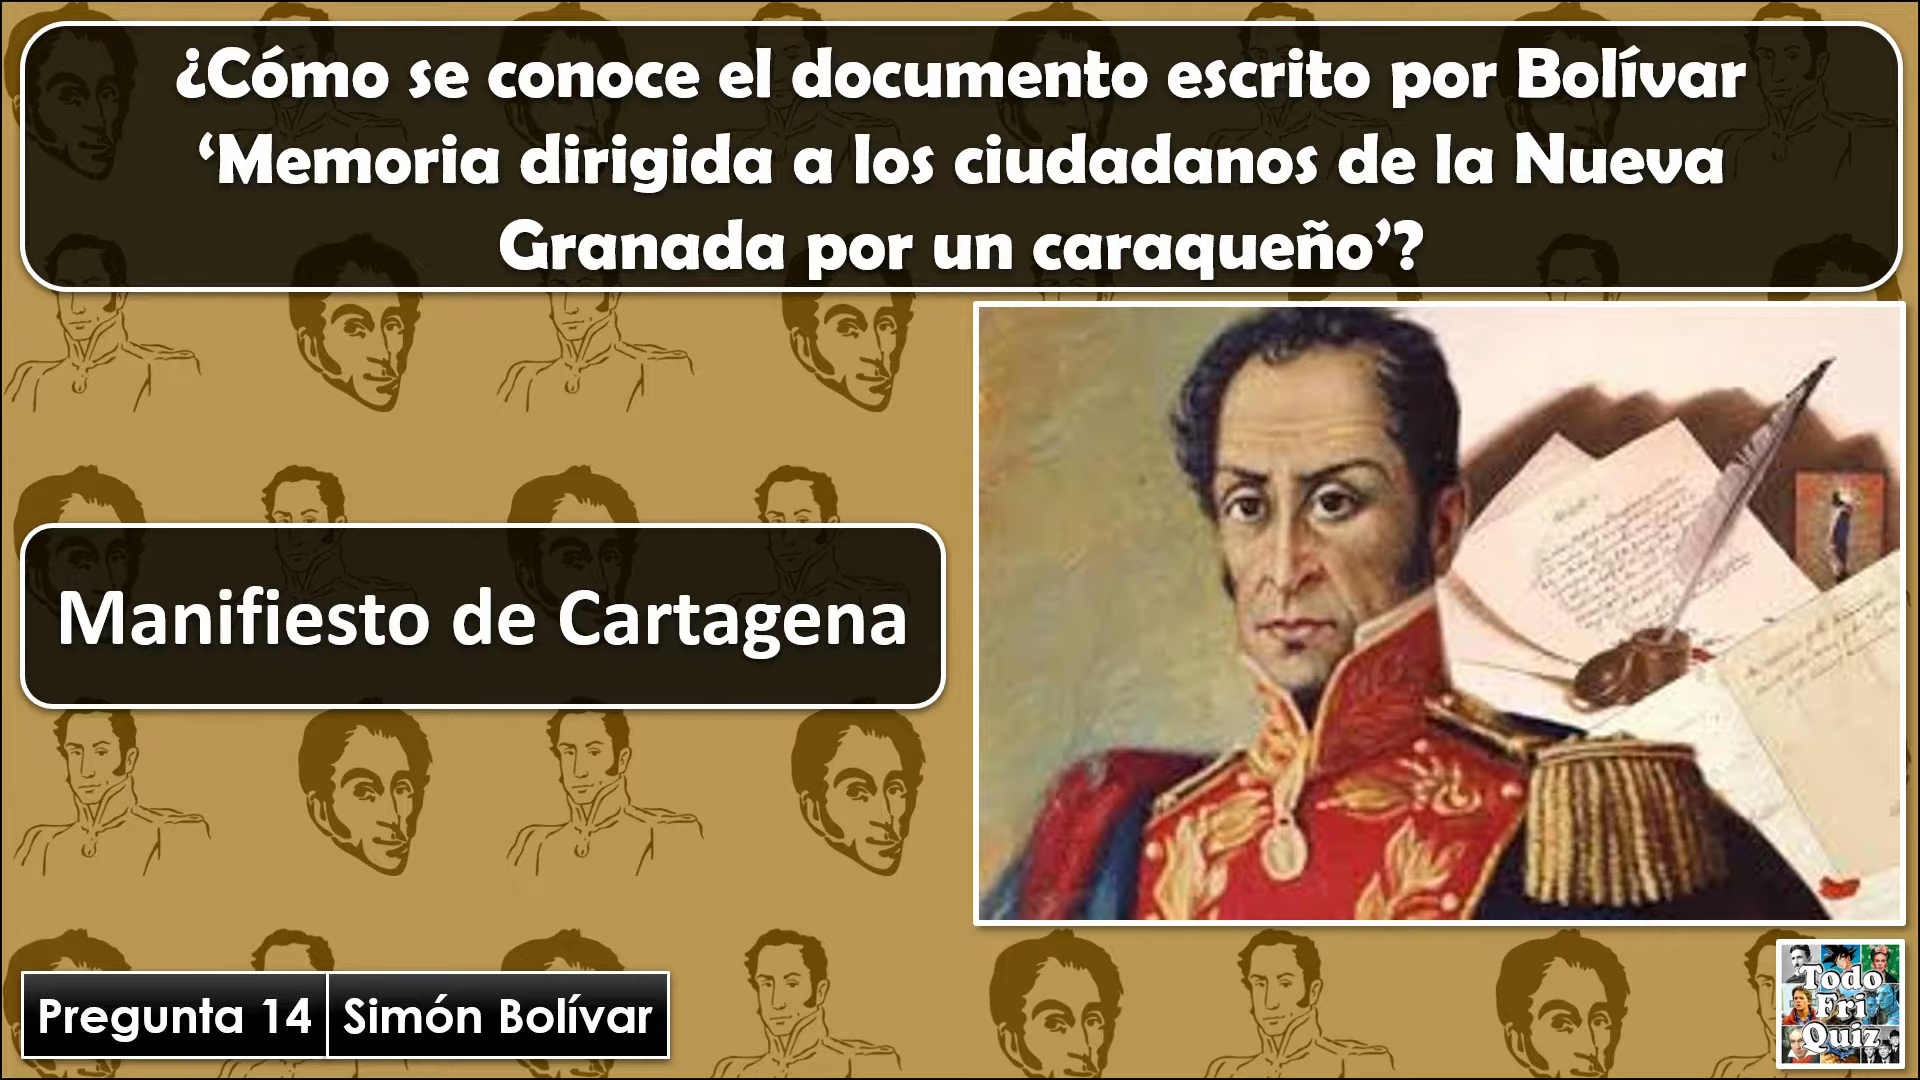 ¿Cómo se conoce el documento escrito por Bolívar
‘Memoria dirigida a los ciudadanos de la Nueva
Granada por un caraqueño’?
Manifiesto de Cartagena
Pregunta 14
Simón Bolívar
Todo
Fri
Quiz